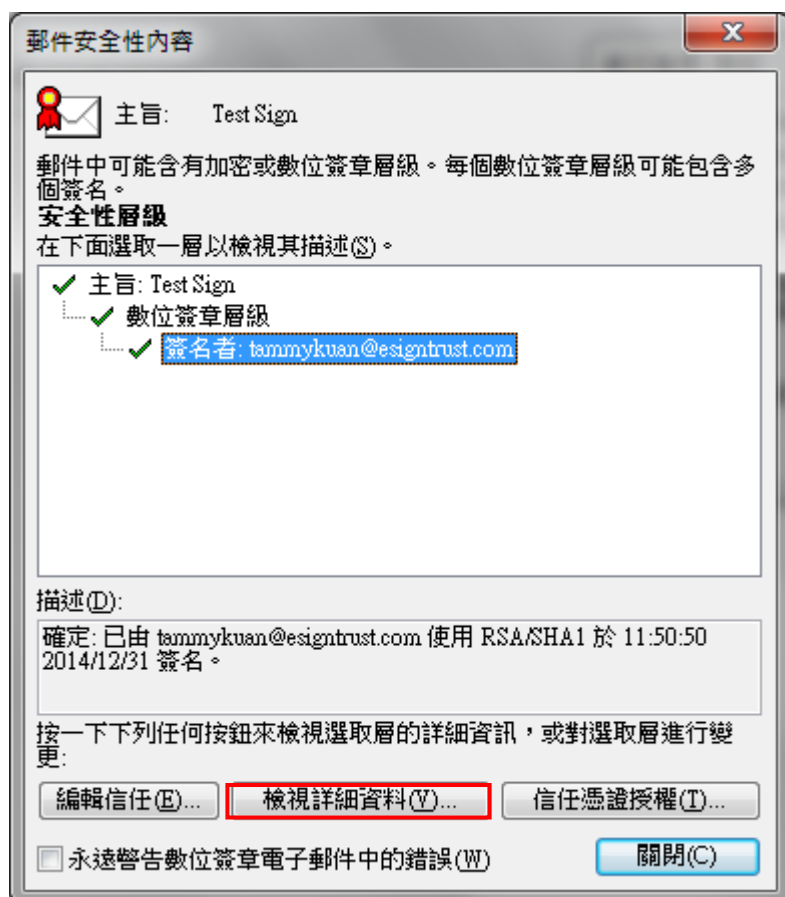 郵件安全性內容
主旨: Test Sign
郵件中可能含有加密或數位簽章層級。每個數位簽章層級可能包含多
個簽名。
安全性層級
在下面選取一層以檢視其描述(S)。
主旨: Test Sign
數位簽章層級
簽名者: tammykuan@esigntrust.com
描述(D):
確定: 已由 tammykuan@esigntrust.com 使用 RSA/SHA1 於 11:50:50
2014/12/31 簽名。
按一下下列任何按鈕來檢視選取層的詳細資訊，或對選取層進行變
更:
編輯信任(E)... 檢視詳細資料(V)... 信任憑證授權(T)...
永遠警告數位簽章電子郵件中的錯誤(W) 關閉(C)